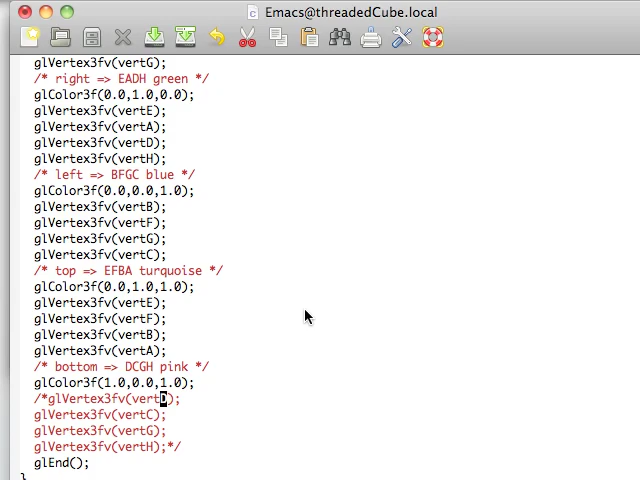 Emacs@threadedCube.local
glVertex3fv(vertG);
/* right => EADH green */
glColor3f(0.0,1.0,0.0);
glVertex3fv(vertE);
glVertex3fv(vertA);
glVertex3fv(vertD);
glVertex3fv(vertH);
/* left => BFGC blue */
glColor3f(0.0,0.0,1.0);
glVertex3fv(vertB);
glVertex3fv(vertF);
glVertex3fv(vertG);
glVertex3fv(vertC);
/* top => EFBA turquoise */
glColor3f(0.0,1.0,1.0);
glVertex3fv(vertE);
glVertex3fv(vertF);
glVertex3fv(vertB);
glVertex3fv(vertA);
/* bottom => DCGH pink */
glColor3f(1.0,0.0,1.0);
/*glVertex3fv(vertD);
glVertex3fv(vertC);
glVertex3fv(vertG);
glVertex3fv(vertH);*/
glEnd();
}